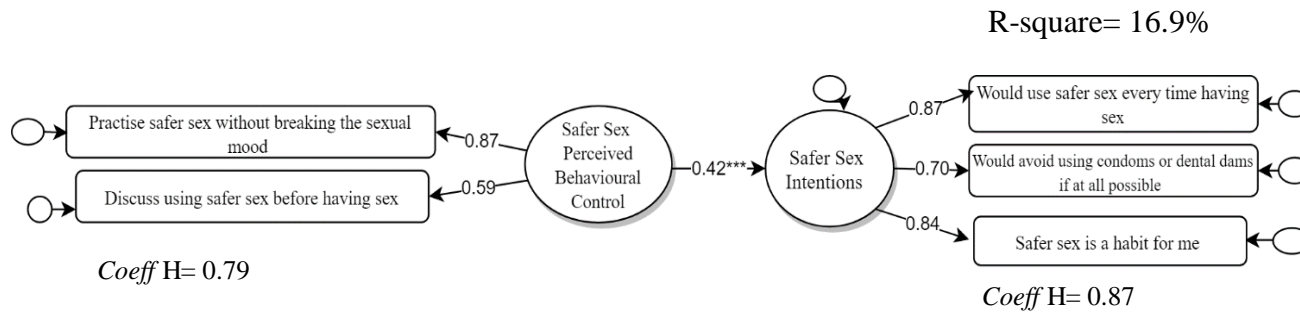 R-square= 16.9%
Practise safer sex without breaking the sexual
mood
0.87
Discuss using safer sex before having sex
0.59
Coeff H= 0.79
Safer Sex
Perceived
Behavioural
Control
0.42***
Safer Sex
Intentions
0.87
Would use safer sex every time having
sex
0.70
Would avoid using condoms or dental dams
if at all possible
0.84
Safer sex is a habit for me
Coeff H= 0.87